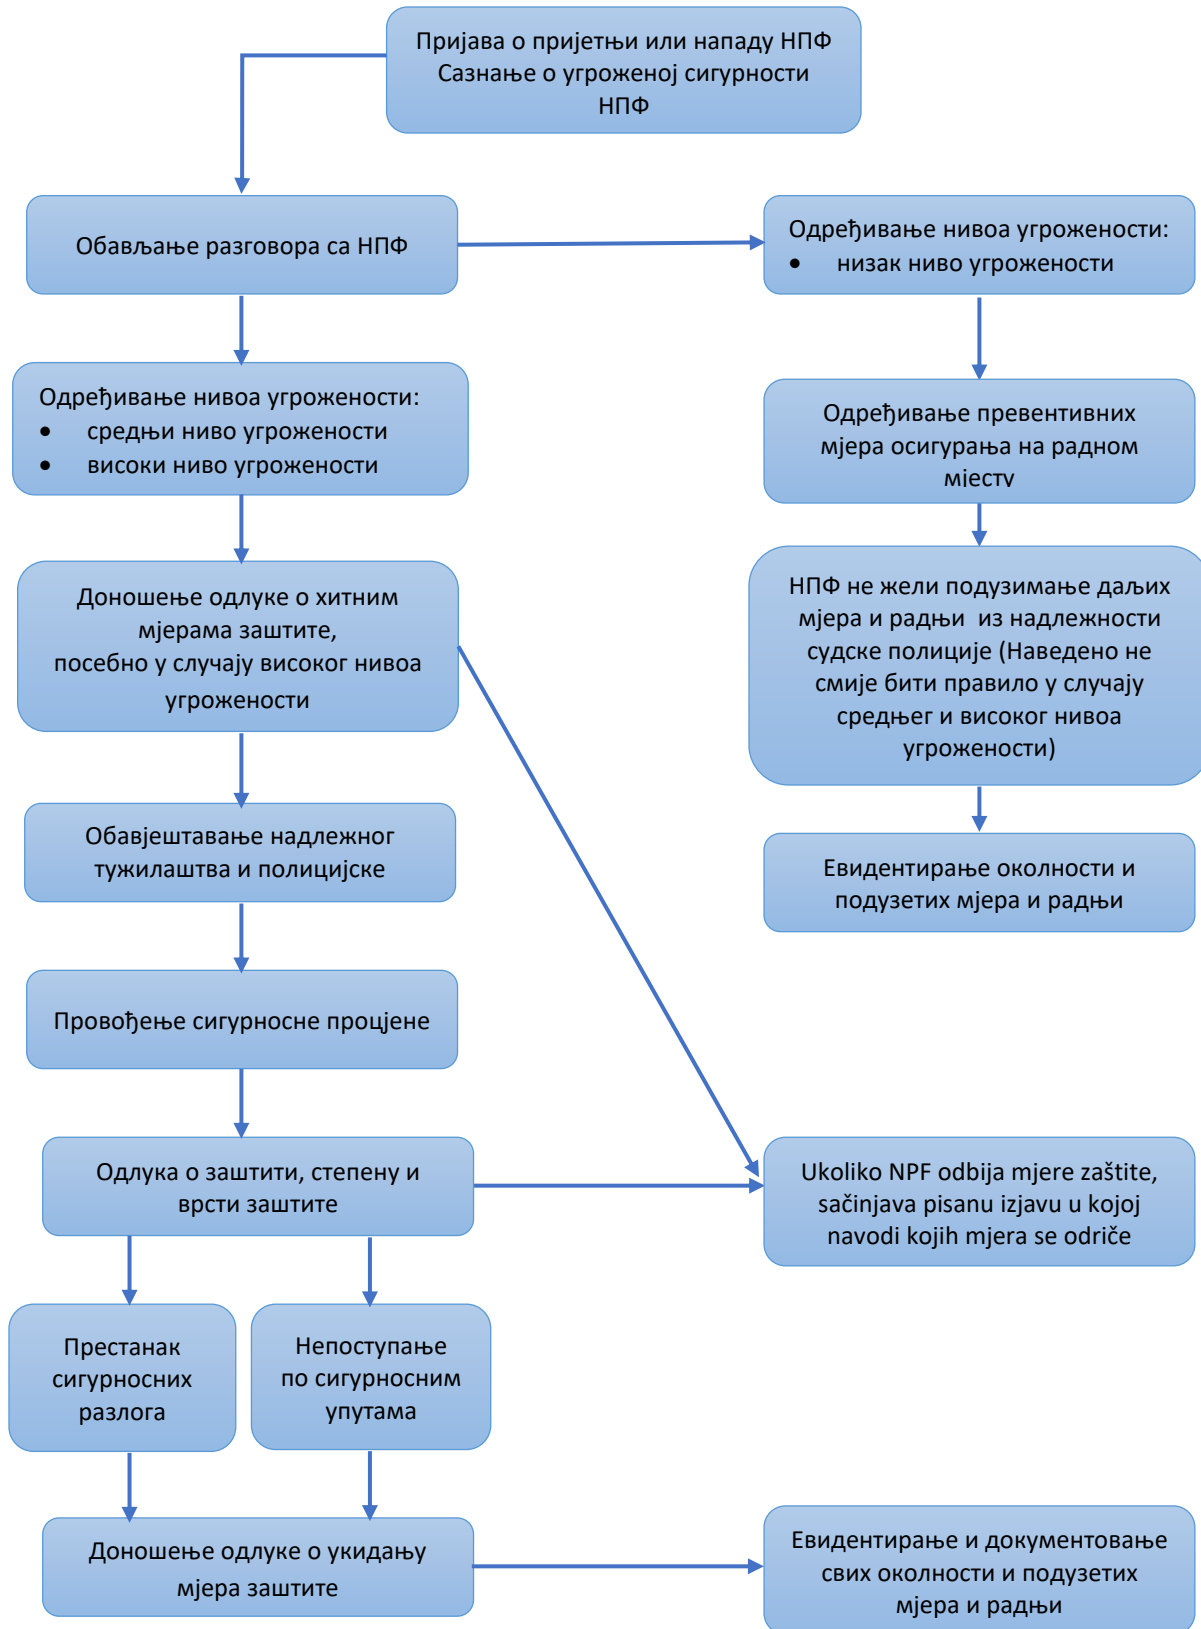 Пријава о пријетњи или нападу НПФ
Сазнање о угроженој сигурности
НПФ
Обављање разговора са НПФ
Одређивање нивоа угрожености:
• низак ниво угрожености
Одређивање нивоа угрожености:
• средњи ниво угрожености
• високи ниво угрожености
Одређивање превентивних
мјера осигурања на радном
мјесту
Доношење одлуке о хитним
мјерама заштите,
посебно у случају високог нивоа
угрожености
НПФ не жели подузимање даљих
мјера и радњи из надлежности
судске полиције (Наведено не
смије бити правило у случају
средњег и високог нивоа
угрожености)
Обавјештавање надлежног
тужилаштва и полицијске
Евидентирање околности и
подузетих мјера и радњи
Провођење сигурносне процјене
Одлука о заштити, степену и
врсти заштите
Ukoliko NPF odbija mjere zaštite,
sačinjava pisanu izjavu u kojoj
navodi kojih mjera se odriče
Престанак
сигурносних
разлога
Непоступање
по сигурносним
упутама
Доношење одлуке о укидању
мјера заштите
Евидентирање и документовање
свих околности и подузетих
мјера и радњи